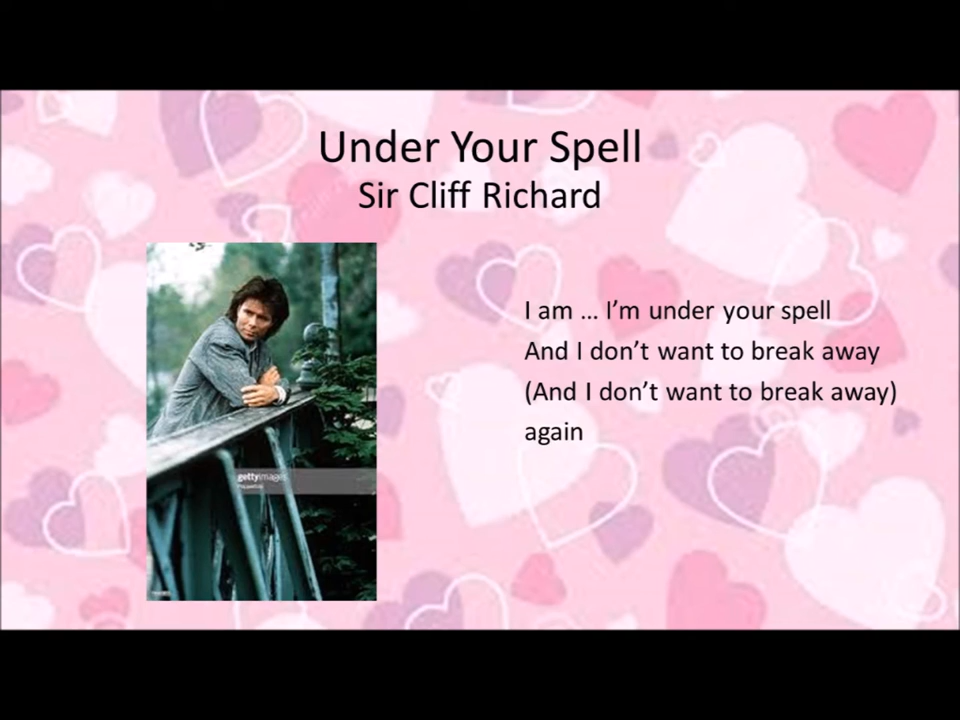 Under Your Spell
Sir Cliff Richard
I am ... I'm under your spell
And I don't want to break away
(And I don't want to break away)
again
gettyimages